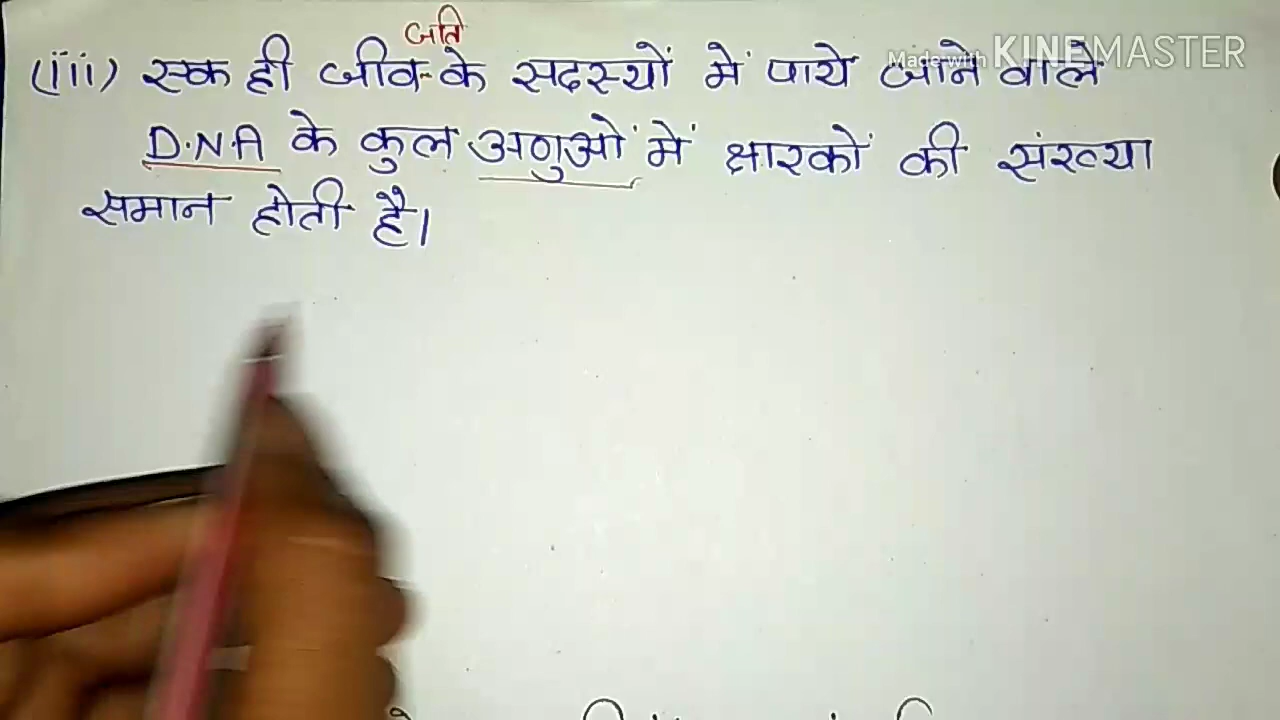 जाति
(iii) एक ही जीव के सदस्यों में पाये जाने वाले
D.N.A के कुल अणुओं में क्षारकों की संख्या
समान होती है।
Made with KINEMASTER